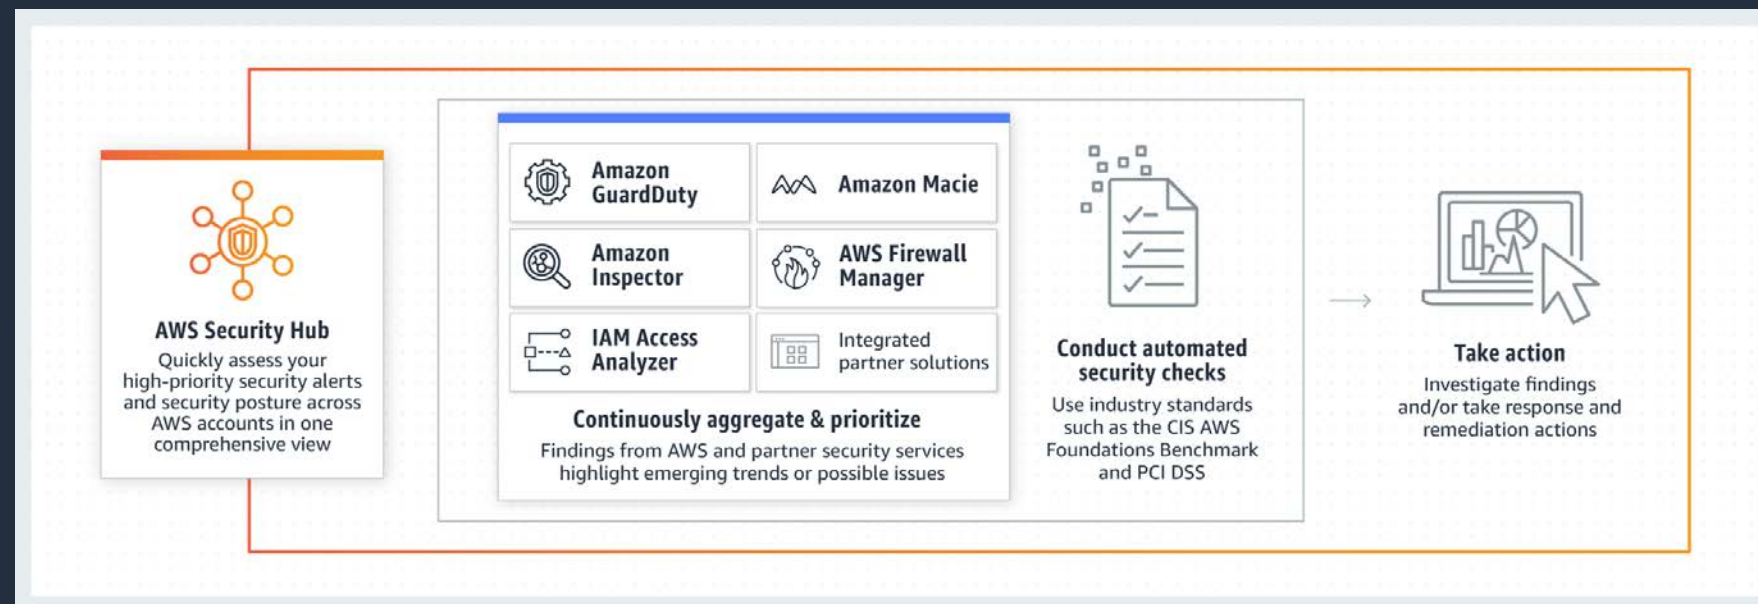 AWS Security Hub
Quickly assess your
high-priority security alerts
and security posture across
AWS accounts in one
comprehensive view
Amazon
GuardDuty
Amazon Macie
Amazon
Inspector
AWS Firewall
Manager
IAM Access
Analyzer
Integrated
partner solutions
Continuously aggregate & prioritize
Findings from AWS and partner security services
highlight emerging trends or possible issues
Conduct automated
security checks
Use industry standards
such as the CIS AWS
Foundations Benchmark
and PCI DSS
Take action
Investigate findings
and/or take response and
remediation actions